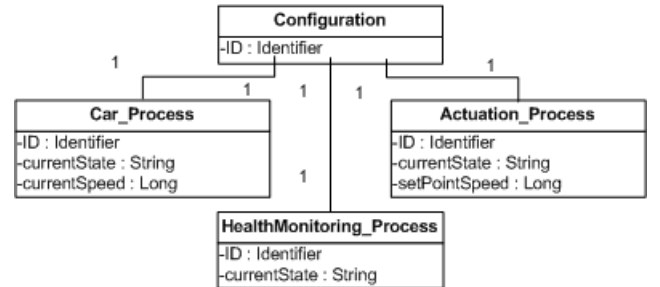 Configuration
-ID : Identifier
1
1
1
1
1
Car_Process
-ID : Identifier
-currentState : String
-currentSpeed : Long
Actuation_Process
-ID : Identifier
-currentState : String
-setPointSpeed : Long
1
HealthMonitoring_Process
-ID : Identifier
-currentState : String